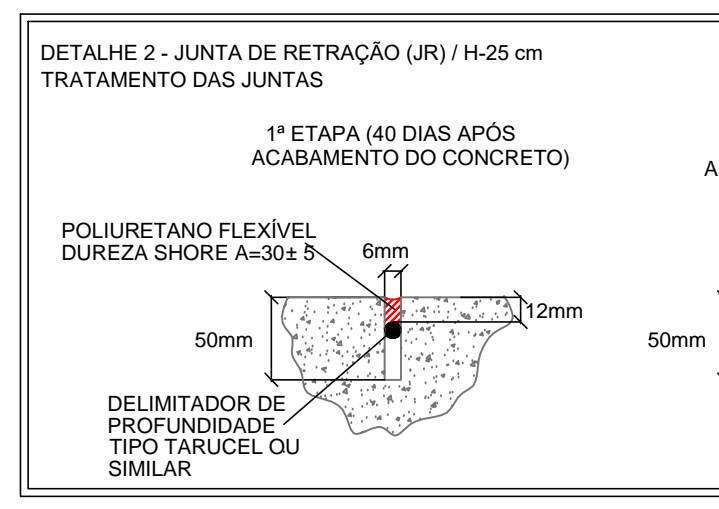 DETALHE 2 - JUNTA DE RETRAÇÃO (JR) / H-25 cm
TRATAMENTO DAS JUNTAS
1ª ETAPA (40 DIAS APÓS
ACABAMENTO DO CONCRETO)
A
POLIURETANO FLEXÍVEL
DUREZA SHORE A=30± 5
6mm
12mm
50mm
50mm
DELIMITADOR DE
PROFUNDIDADE
TIPO TARUCEL OU
SIMILAR